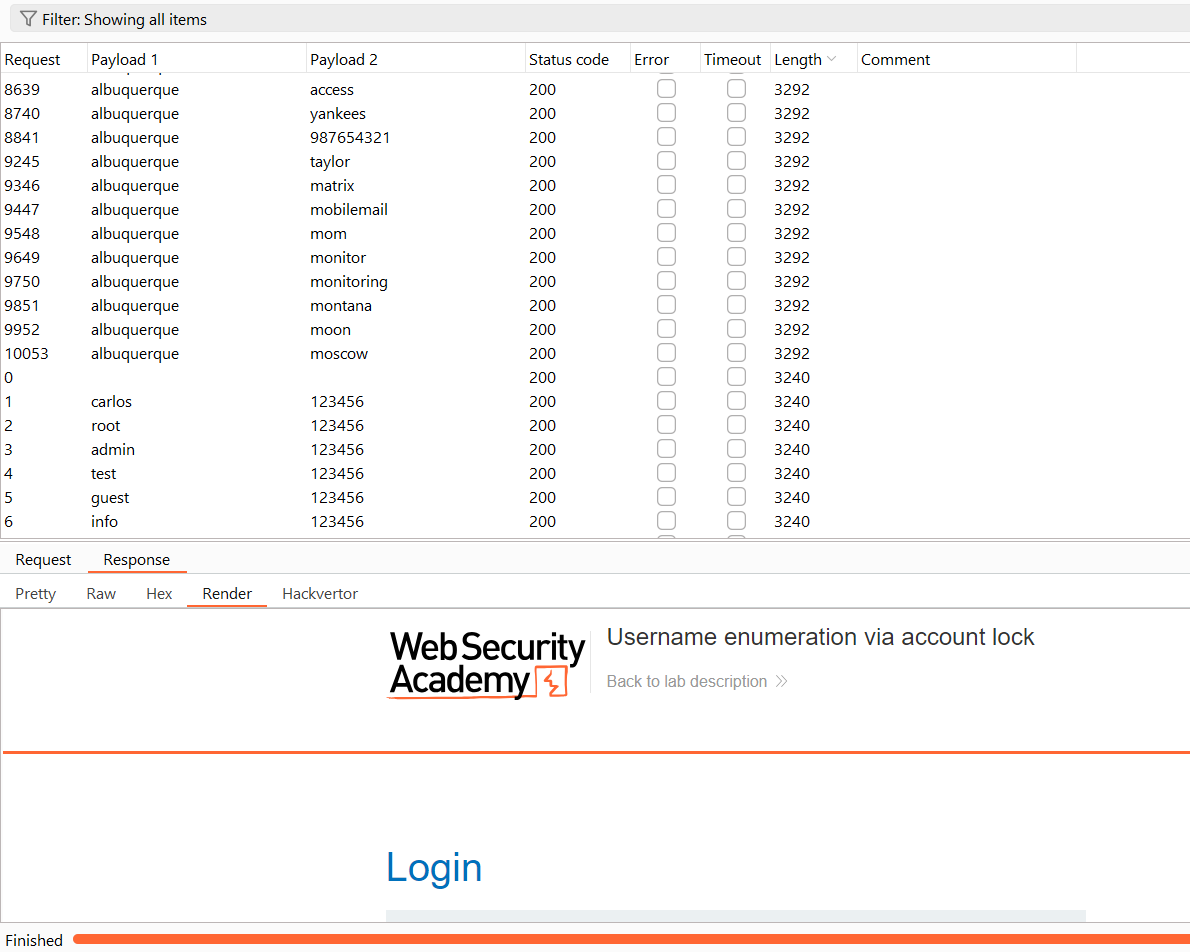 Filter: Showing all items
Request Payload 1 Payload 2 Status code Error Timeout Length Comment
8639 albuquerque access 200 3292
8740 albuquerque yankees 200 3292
8841 albuquerque 987654321 200 3292
9245 albuquerque taylor 200 3292
9346 albuquerque matrix 200 3292
9447 albuquerque mobilemail 200 3292
9548 albuquerque mom 200 3292
9649 albuquerque monitor 200 3292
9750 albuquerque monitoring 200 3292
9851 albuquerque montana 200 3292
9952 albuquerque moon 200 3292
10053 albuquerque moscow 200 3292
0 200 3240
1 carlos 123456 200 3240
2 root 123456 200 3240
3 admin 123456 200 3240
4 test 123456 200 3240
5 guest 123456 200 3240
6 info 123456 200 3240
Request Response
Pretty Raw Hex Render Hackvertor
Web Security
Academy
Username enumeration via account lock
Back to lab description
Login
Finished